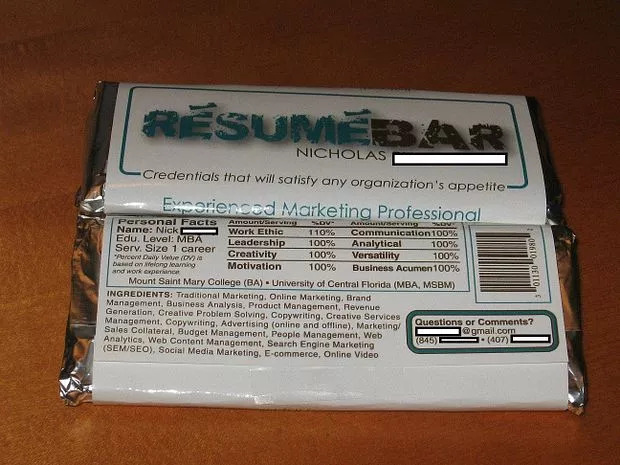 RÉSUMÉBAR
NICHOLAS
Credentials that will satisfy any organization's appetite
Experienced Marketing Professional
Personal Facts
Name: Nick
Edu. Level: MBA
Serv. Size 1 career
*Percent Daily Value (DV) is
based on lifelong learning
and work experience.
Amount/Serving %DV* Amount/Serving %DV*
Work Ethic 110% Communication 100%
Leadership 100% Analytical 100%
Creativity 100% Versatility 100%
Motivation 100% Business Acumen 100%
Mount Saint Mary College (BA) • University of Central Florida (MBA, MSBM)
INGREDIENTS: Traditional Marketing, Online Marketing, Brand
Management, Business Analysis, Product Management, Revenue
Generation, Creative Problem Solving, Copywriting, Creative Services
Management, Copywriting, Advertising (online and offline), Marketing/
Sales Collateral, Budget Management, People Management, Web
Analytics, Web Content Management, Search Engine Marketing
(SEM/SEO), Social Media Marketing, E-commerce, Online Video
Questions or Comments?
@gmail.com
(845) • (407)